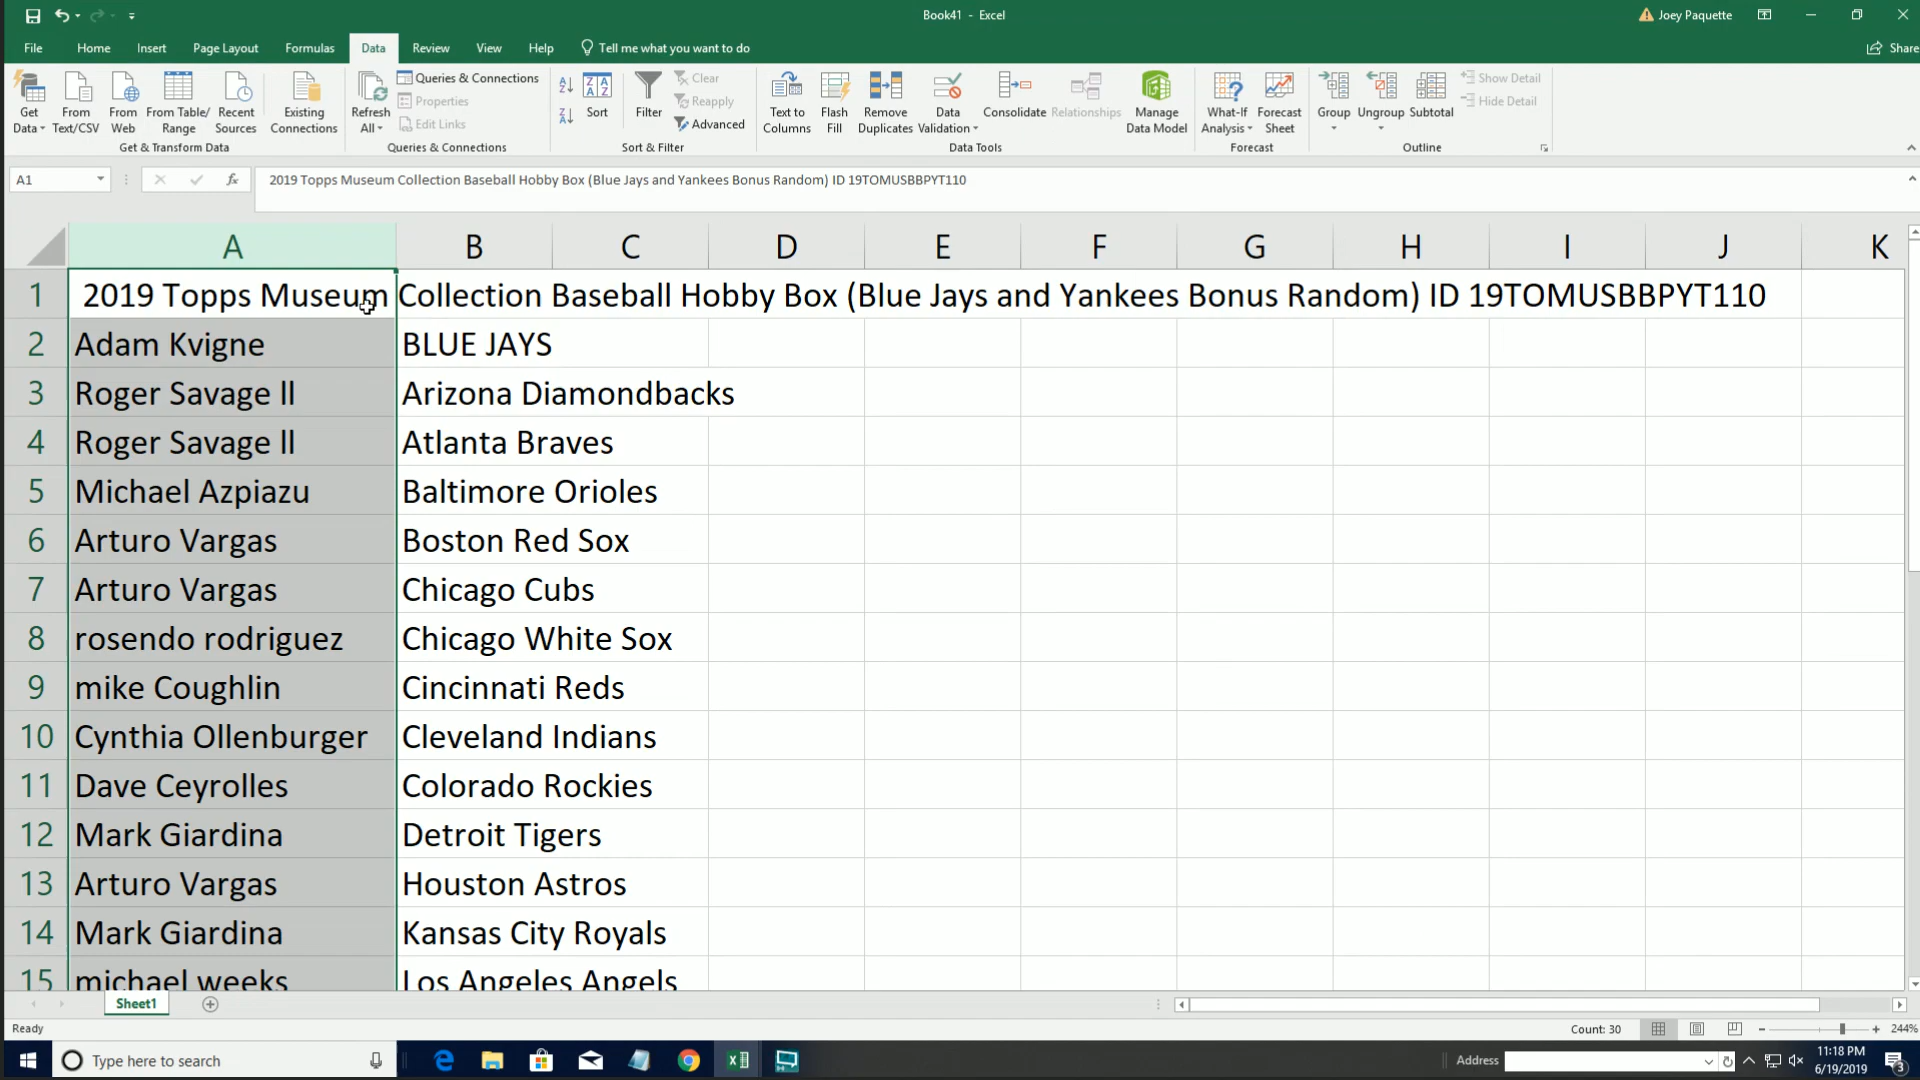 Book41 - Excel
Joey Paquette
File Home Insert Page Layout Formulas Data Review View Help Tell me what you want to do Share
Get Data
From Text/CSV
From Web
From Table/ Range
Recent Sources
Existing Connections
Get & Transform Data
Refresh All
Queries & Connections
Properties
Edit Links
Queries & Connections
Sort
Filter
Clear
Reapply
Advanced
Sort & Filter
Text to Columns
Flash Fill
Remove Duplicates
Data Validation
Consolidate
Relationships
Manage Data Model
Data Tools
What-If Analysis
Forecast Sheet
Forecast
Group
Ungroup
Subtotal
Show Detail
Hide Detail
Outline
A1 fx 2019 Topps Museum Collection Baseball Hobby Box (Blue Jays and Yankees Bonus Random) ID 19TOMUSBBPYT110
A B C D E F G H I J K
1 2019 Topps Museum Collection Baseball Hobby Box (Blue Jays and Yankees Bonus Random) ID 19TOMUSBBPYT110
2 Adam Kvigne BLUE JAYS
3 Roger Savage ll Arizona Diamondbacks
4 Roger Savage ll Atlanta Braves
5 Michael Azpiazu Baltimore Orioles
6 Arturo Vargas Boston Red Sox
7 Arturo Vargas Chicago Cubs
8 rosendo rodriguez Chicago White Sox
9 mike Coughlin Cincinnati Reds
10 Cynthia Ollenburger Cleveland Indians
11 Dave Ceyrolles Colorado Rockies
12 Mark Giardina Detroit Tigers
13 Arturo Vargas Houston Astros
14 Mark Giardina Kansas City Royals
15 michael weeks Los Angeles Angels
Sheet1
Ready Count: 30 244%
Type here to search Address 11:18 PM
6/19/2019
3